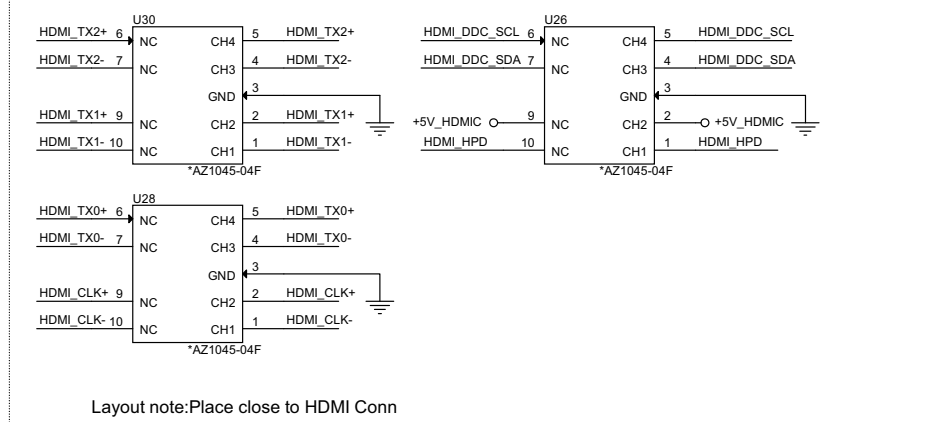 U30
HDMI_TX2+ 6 NC CH4 5 HDMI_TX2+
HDMI_TX2- 7 NC CH3 4 HDMI_TX2-
GND 3
HDMI_TX1+ 9 NC CH2 2 HDMI_TX1+
HDMI_TX1- 10 NC CH1 1 HDMI_TX1-
*AZ1045-04F
U26
HDMI_DDC_SCL 6 NC CH4 5 HDMI_DDC_SCL
HDMI_DDC_SDA 7 NC CH3 4 HDMI_DDC_SDA
GND 3
+5V_HDMIC 9 NC CH2 2 +5V_HDMIC
HDMI_HPD 10 NC CH1 1 HDMI_HPD
*AZ1045-04F
U28
HDMI_TX0+ 6 NC CH4 5 HDMI_TX0+
HDMI_TX0- 7 NC CH3 4 HDMI_TX0-
GND 3
HDMI_CLK+ 9 NC CH2 2 HDMI_CLK+
HDMI_CLK- 10 NC CH1 1 HDMI_CLK-
*AZ1045-04F
Layout note:Place close to HDMI Conn